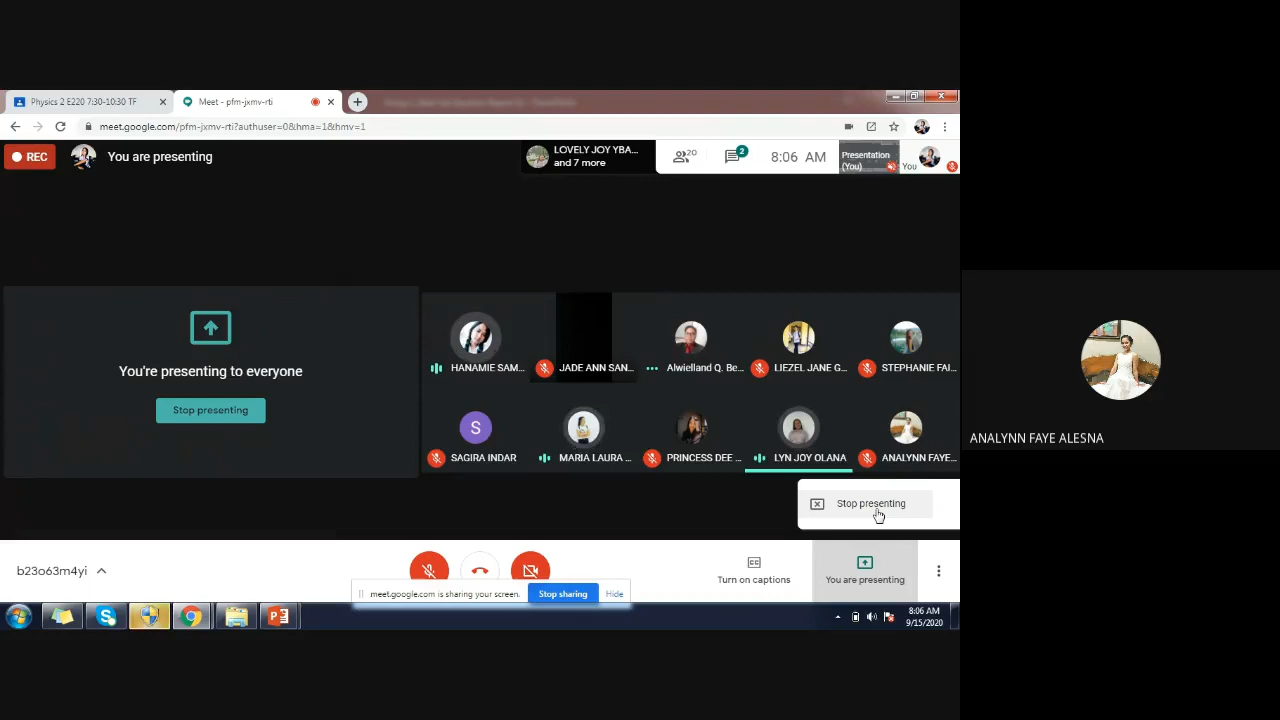 Physics 2 E220 7:30-10:30 TF
Meet - pfm-jxmv-rti
meet.google.com/pfm-jxmv-rti?authuser=0&hma=1&hmv=1
REC
You are presenting
LOVELY JOY YBA...
and 7 more
20
2
8:06 AM
Presentation
(You)
You
You're presenting to everyone
Stop presenting
HANAMIE SAM...
JADE ANN SAN...
Alwielland Q. Be...
LIEZEL JANE G...
STEPHANIE FAI...
S
SAGIRA INDAR
MARIA LAURA ...
PRINCESS DEE ...
LYN JOY OLANA
ANALYNN FAYE...
ANALYNN FAYE ALESNA
Stop presenting
b23o63m4yi
Turn on captions
You are presenting
meet.google.com is sharing your screen.
Stop sharing
Hide
8:06 AM
9/15/2020